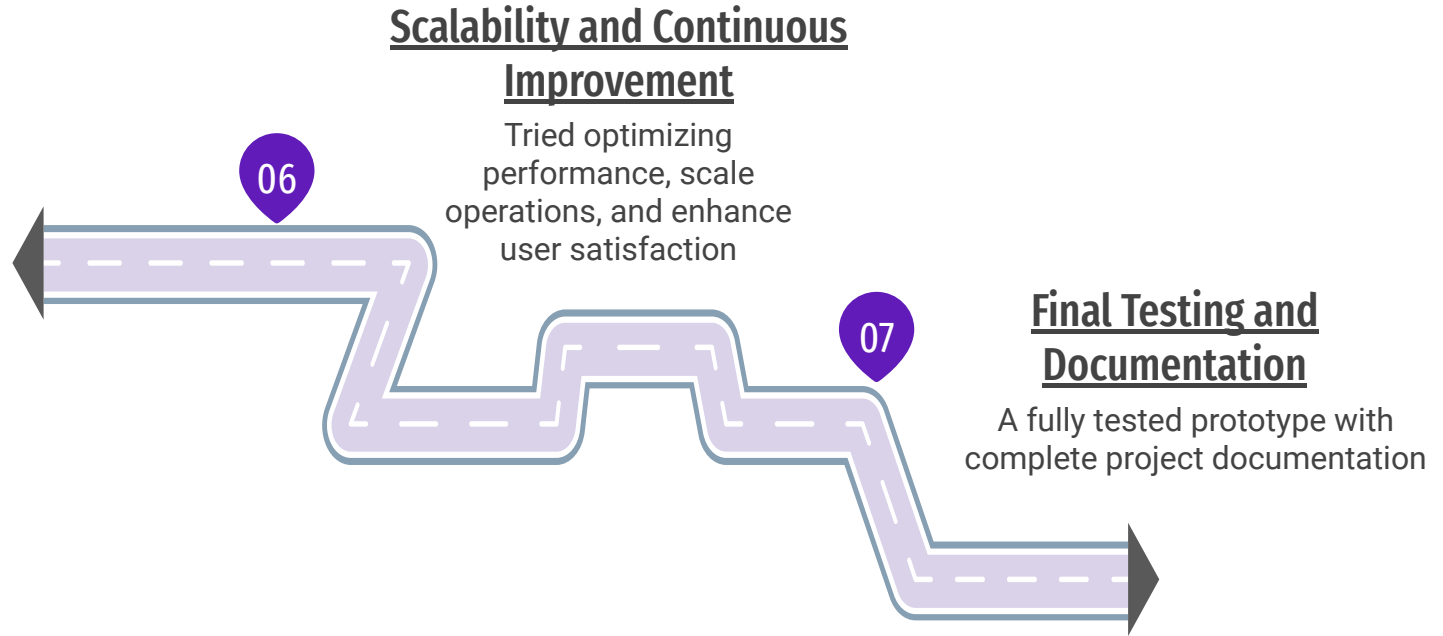 Scalability and Continuous
Improvement
Tried optimizing
performance, scale
operations, and enhance
user satisfaction
06
07
Final Testing and
Documentation
A fully tested prototype with
complete project documentation